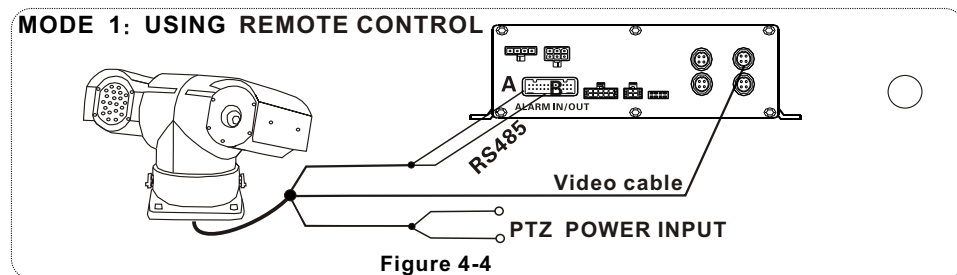 MODE 1: USING REMOTE CONTROL
A
B
ALARM IN/OUT
RS485
Video cable
PTZ POWER INPUT
Figure 4-4